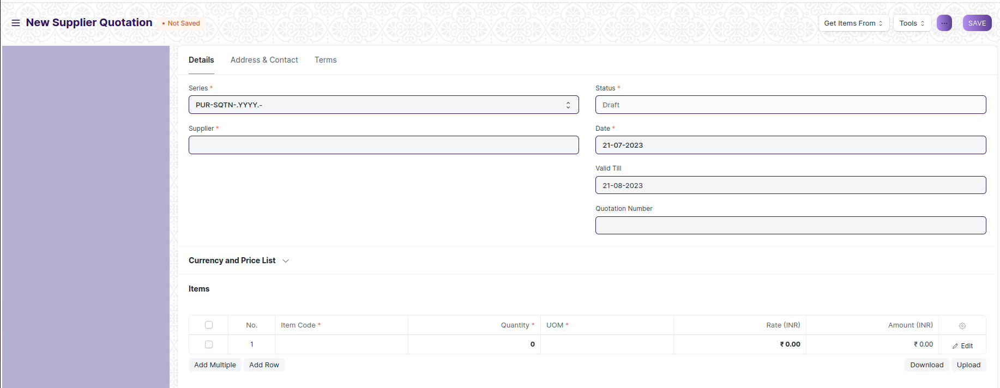 New Supplier Quotation • Not Saved Get Items From Tools ... SAVE
Details Address & Contact Terms
Series * Status *
PUR-SQTN-.YYYY.- Draft
Supplier * Date *
21-07-2023
Valid Till
21-08-2023
Quotation Number
Currency and Price List
Items
No. Item Code * Quantity * UOM * Rate (INR) Amount (INR)
1 0 ₹ 0.00 ₹ 0.00 Edit
Add Multiple Add Row Download Upload